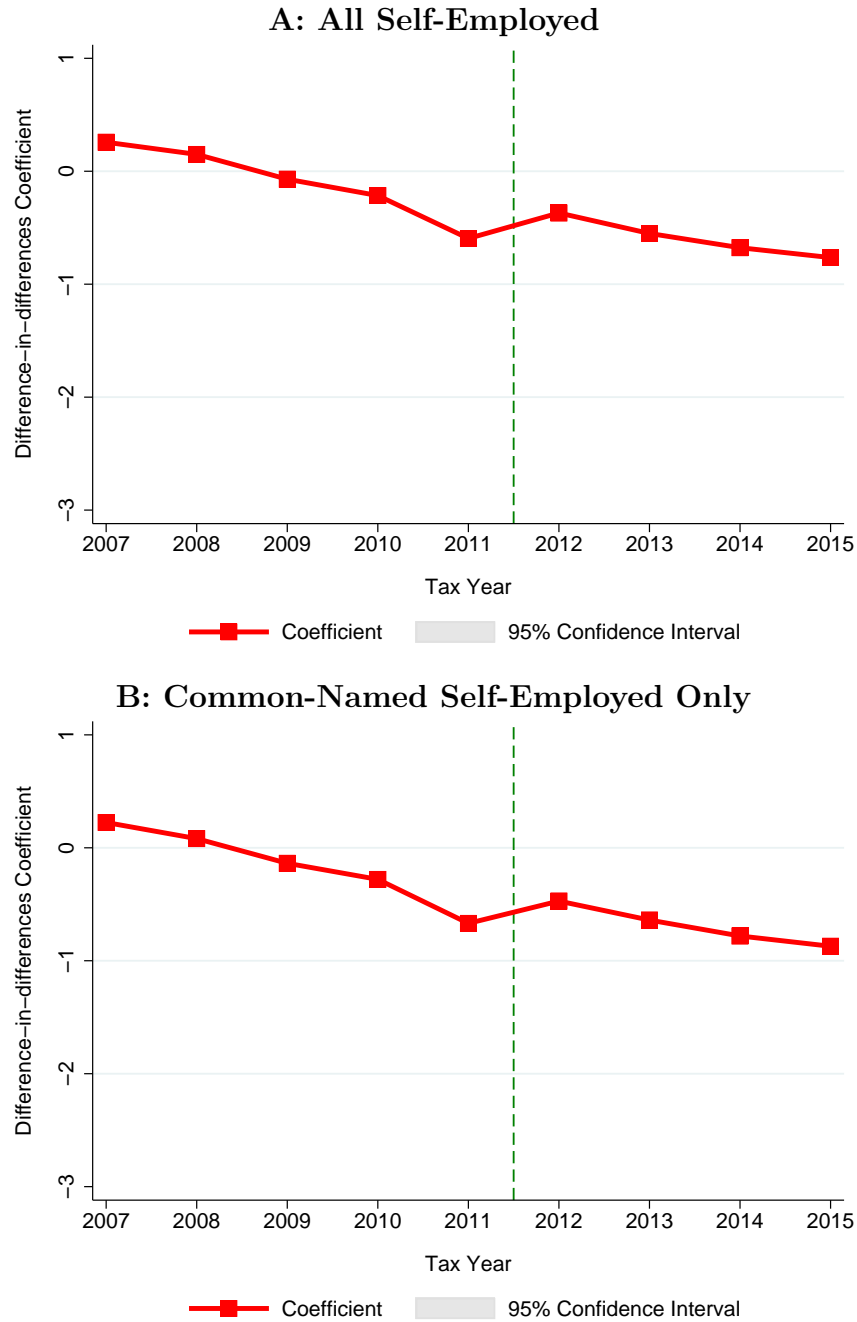 A: All Self-Employed
Difference-in-differences Coefficient
1
0
-1
-2
-3
2007 2008 2009 2010 2011 2012 2013 2014 2015
Tax Year
Coefficient 95% Confidence Interval
B: Common-Named Self-Employed Only
Difference-in-differences Coefficient
1
0
-1
-2
-3
2007 2008 2009 2010 2011 2012 2013 2014 2015
Tax Year
Coefficient 95% Confidence Interval